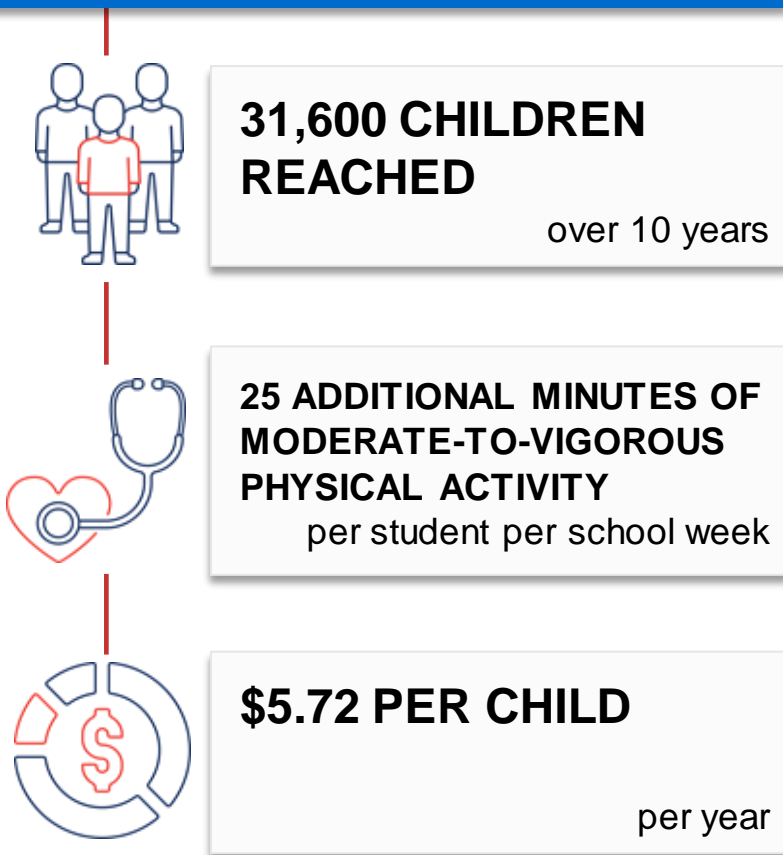 31,600 CHILDREN
REACHED
over 10 years
25 ADDITIONAL MINUTES OF
MODERATE-TO-VIGOROUS
PHYSICAL ACTIVITY
per student per school week
$
$5.72 PER CHILD
per year